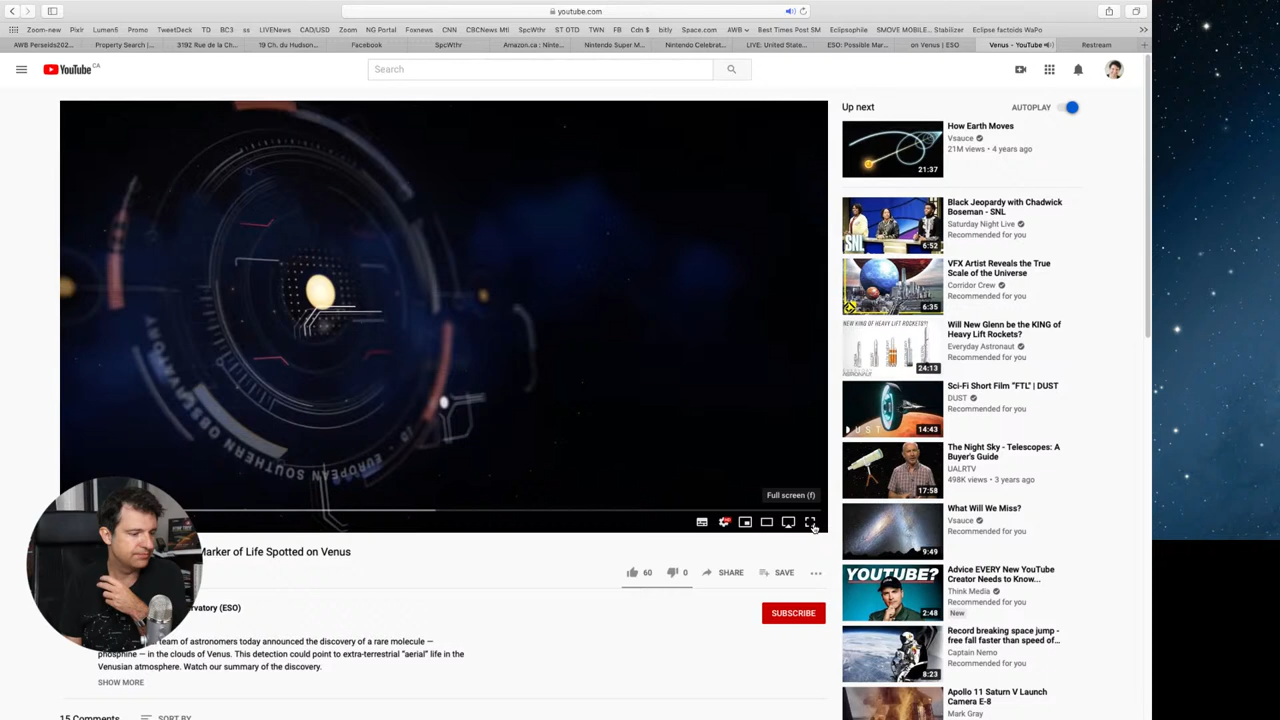 youtube.com
Zoom-new Pixlr Lumen5 Promo TweetDeck TD BC3 ss LIVENews CAD/USD Zoom NG Portal Foxnews CNN CBCNews Mtl SpcWthr ST OTD TWN FB Cdn $ bitly Space.com AWB Best Times Post SM Eclipsophile SMOVE MOBILE.. Stabilizer Eclipse factoids WaPo
AWB Perseids202... Property Search |... 3192 Rue de la Ch... 19 Ch. du Hudson... Facebook SpcWthr Amazon.ca : Ninte... Nintendo Super M... Nintendo Celebrat... LIVE: United State... ESO: Possible Mar... on Venus | ESO Venus - YouTube Restream
YouTube CA
Search
Up next
AUTOPLAY
How Earth Moves
Vsauce
21M views • 4 years ago
21:37
Black Jeopardy with Chadwick
Boseman - SNL
Saturday Night Live
Recommended for you
SNL
6:52
VFX Artist Reveals the True
Scale of the Universe
Corridor Crew
Recommended for you
6:35
Will New Glenn be the KING of
Heavy Lift Rockets?
Everyday Astronaut
Recommended for you
NEW KING OF HEAVY LIFT ROCKETS?!
24:13
Sci-Fi Short Film "FTL" | DUST
DUST
Recommended for you
DUST
14:43
The Night Sky - Telescopes: A
Buyer's Guide
UALRTV
498K views • 3 years ago
17:58
What Will We Miss?
Vsauce
Recommended for you
9:49
Advice EVERY New YouTube
Creator Needs to Know...
Think Media
Recommended for you
New
YOUTUBE?
2:48
Record breaking space jump -
free fall faster than speed of...
Captain Nemo
Recommended for you
8:23
Apollo 11 Saturn V Launch
Camera E-8
Mark Gray
EUROPEAN SOUTH
Full screen (f)
Marker of Life Spotted on Venus
60 0 SHARE SAVE
(ESO)
SUBSCRIBE
team of astronomers today announced the discovery of a rare molecule —
phosphine — in the clouds of Venus. This detection could point to extra-terrestrial "aerial" life in the
Venusian atmosphere. Watch our summary of the discovery.
SHOW MORE
15 Comments SORT BY